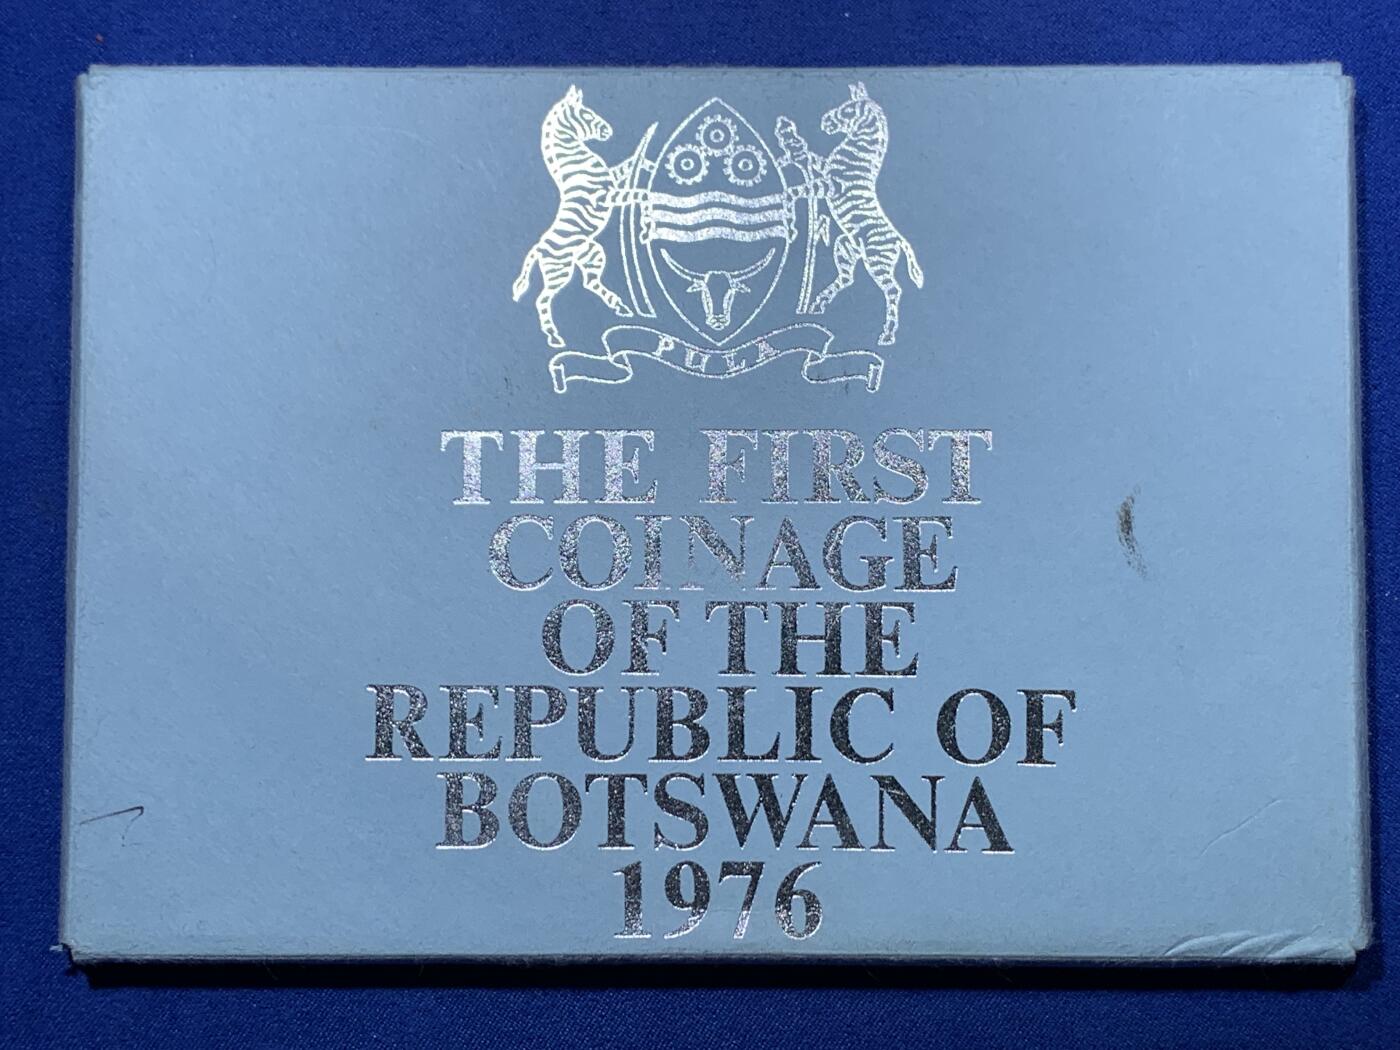 PULA
THE FIRST
COINAGE
OF THE
REPUBLIC OF
BOTSWANA
1976